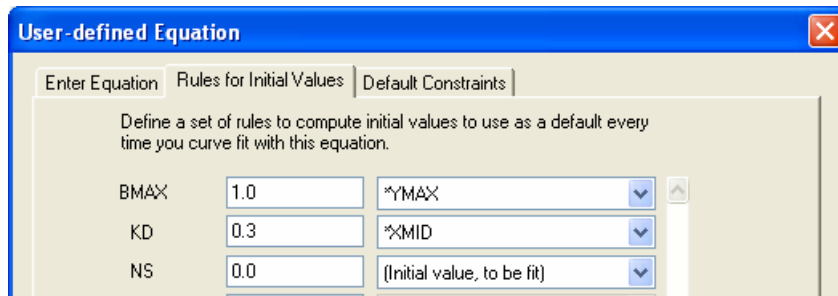 User-defined Equation
Enter Equation Rules for Initial Values Default Constraints
Define a set of rules to compute initial values to use as a default every
time you curve fit with this equation.
BMAX 1.0 *YMAX
KD 0.3 *XMID
NS 0.0 (Initial value, to be fit)